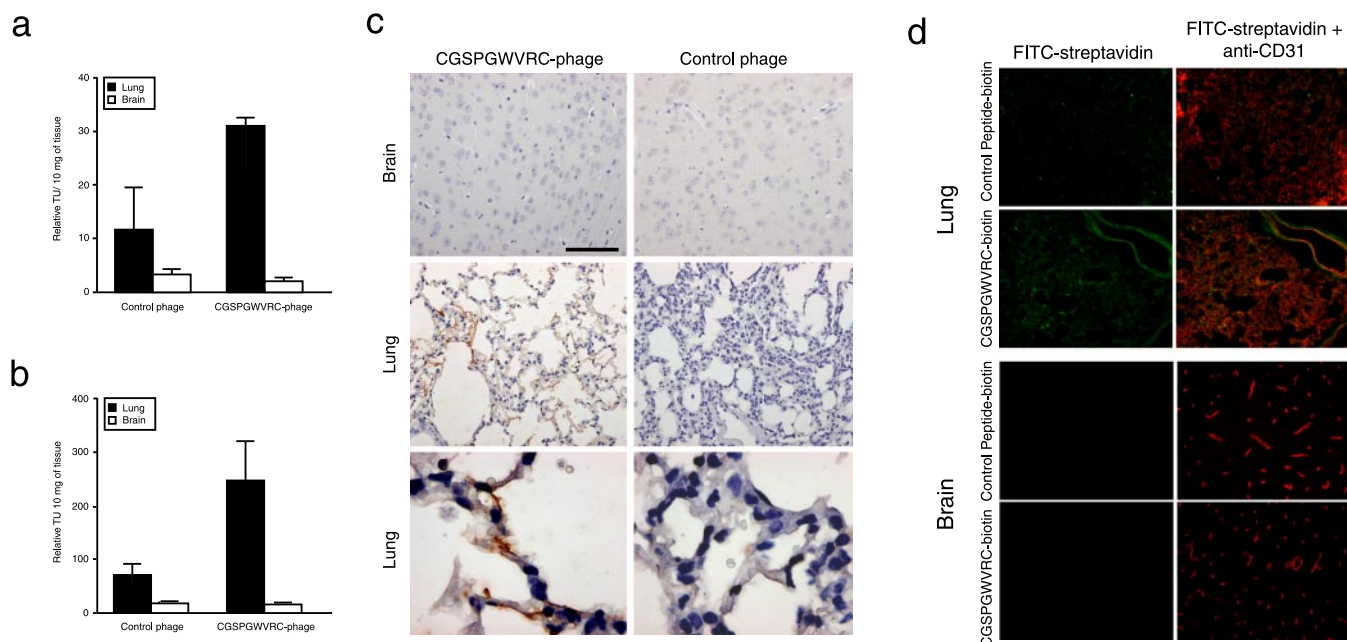 a
Relative TU/ 10 mg of tissue
40
30
20
10
0
Lung
Brain
Control phage
CGSPGWVRC-phage
b
Relative TU 10 mg of tissue
400
300
200
100
0
Lung
Brain
Control phage
CGSPGWVRC-phage
c
CGSPGWVRC-phage
Control phage
Brain
Lung
Lung
d
FITC-streptavidin
FITC-streptavidin +
anti-CD31
Lung
Control Peptide-biotin
CGSPGWVRC-biotin
Brain
Control Peptide-biotin
CGSPGWVRC-biotin